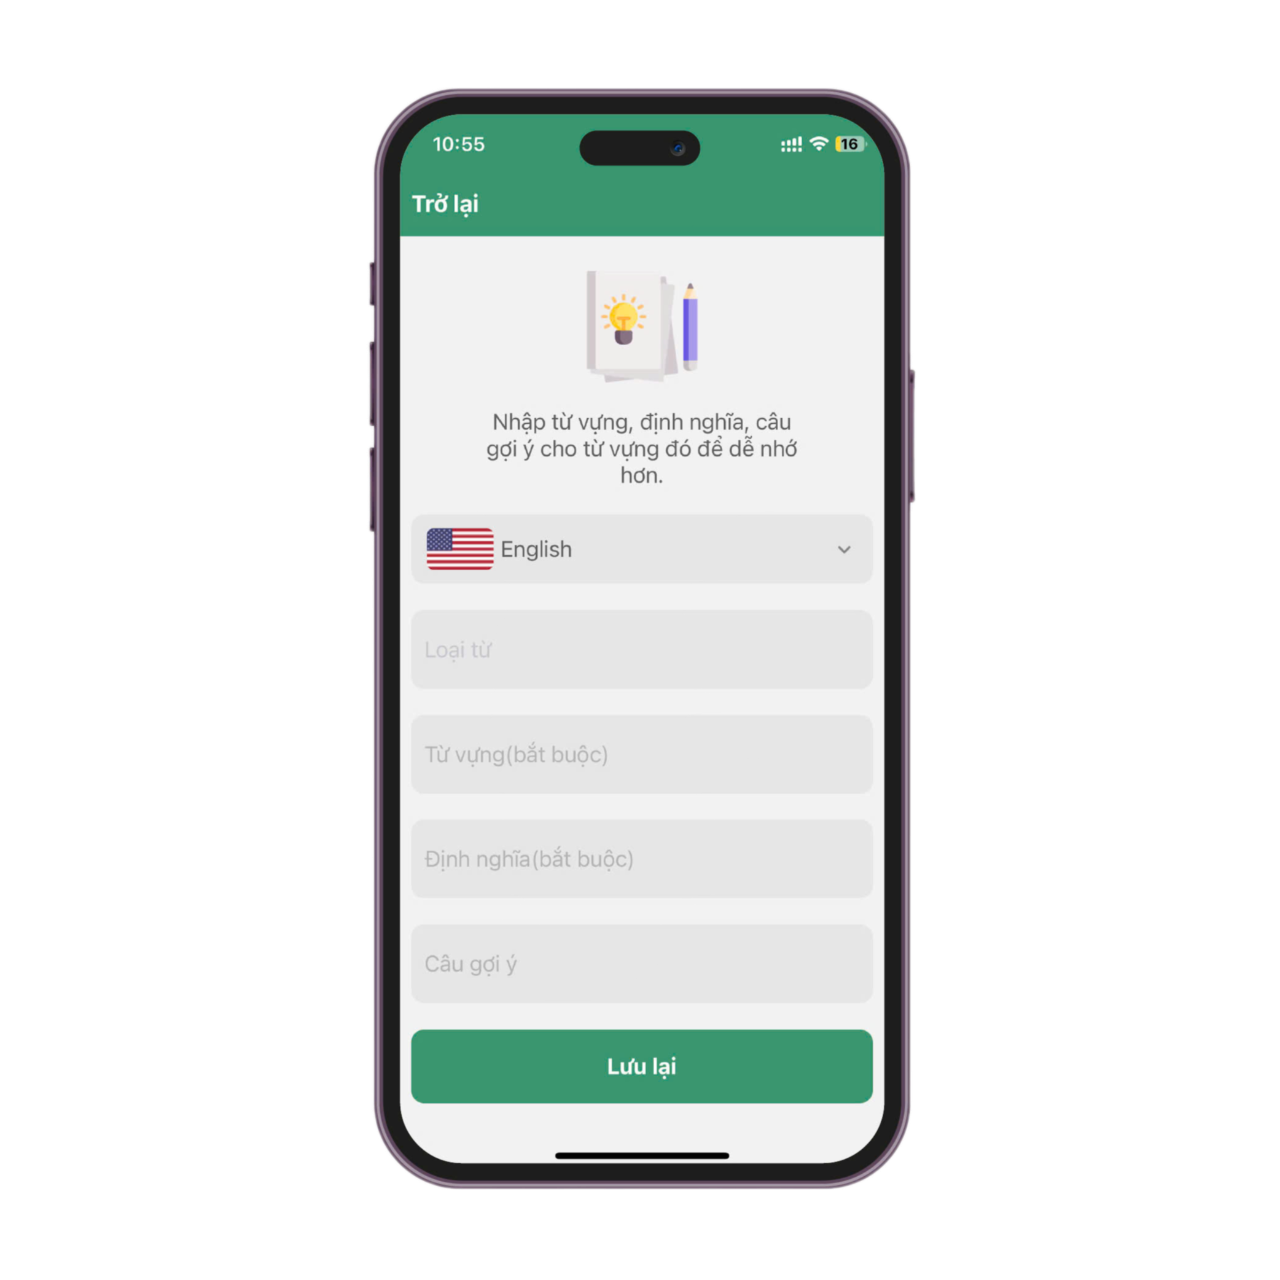 10:55
16
Trở lại
Nhập từ vựng, định nghĩa, câu
gợi ý cho từ vựng đó để dễ nhớ
hơn.
English
Loại từ
Từ vựng(bắt buộc)
Định nghĩa(bắt buộc)
Câu gợi ý
Lưu lại